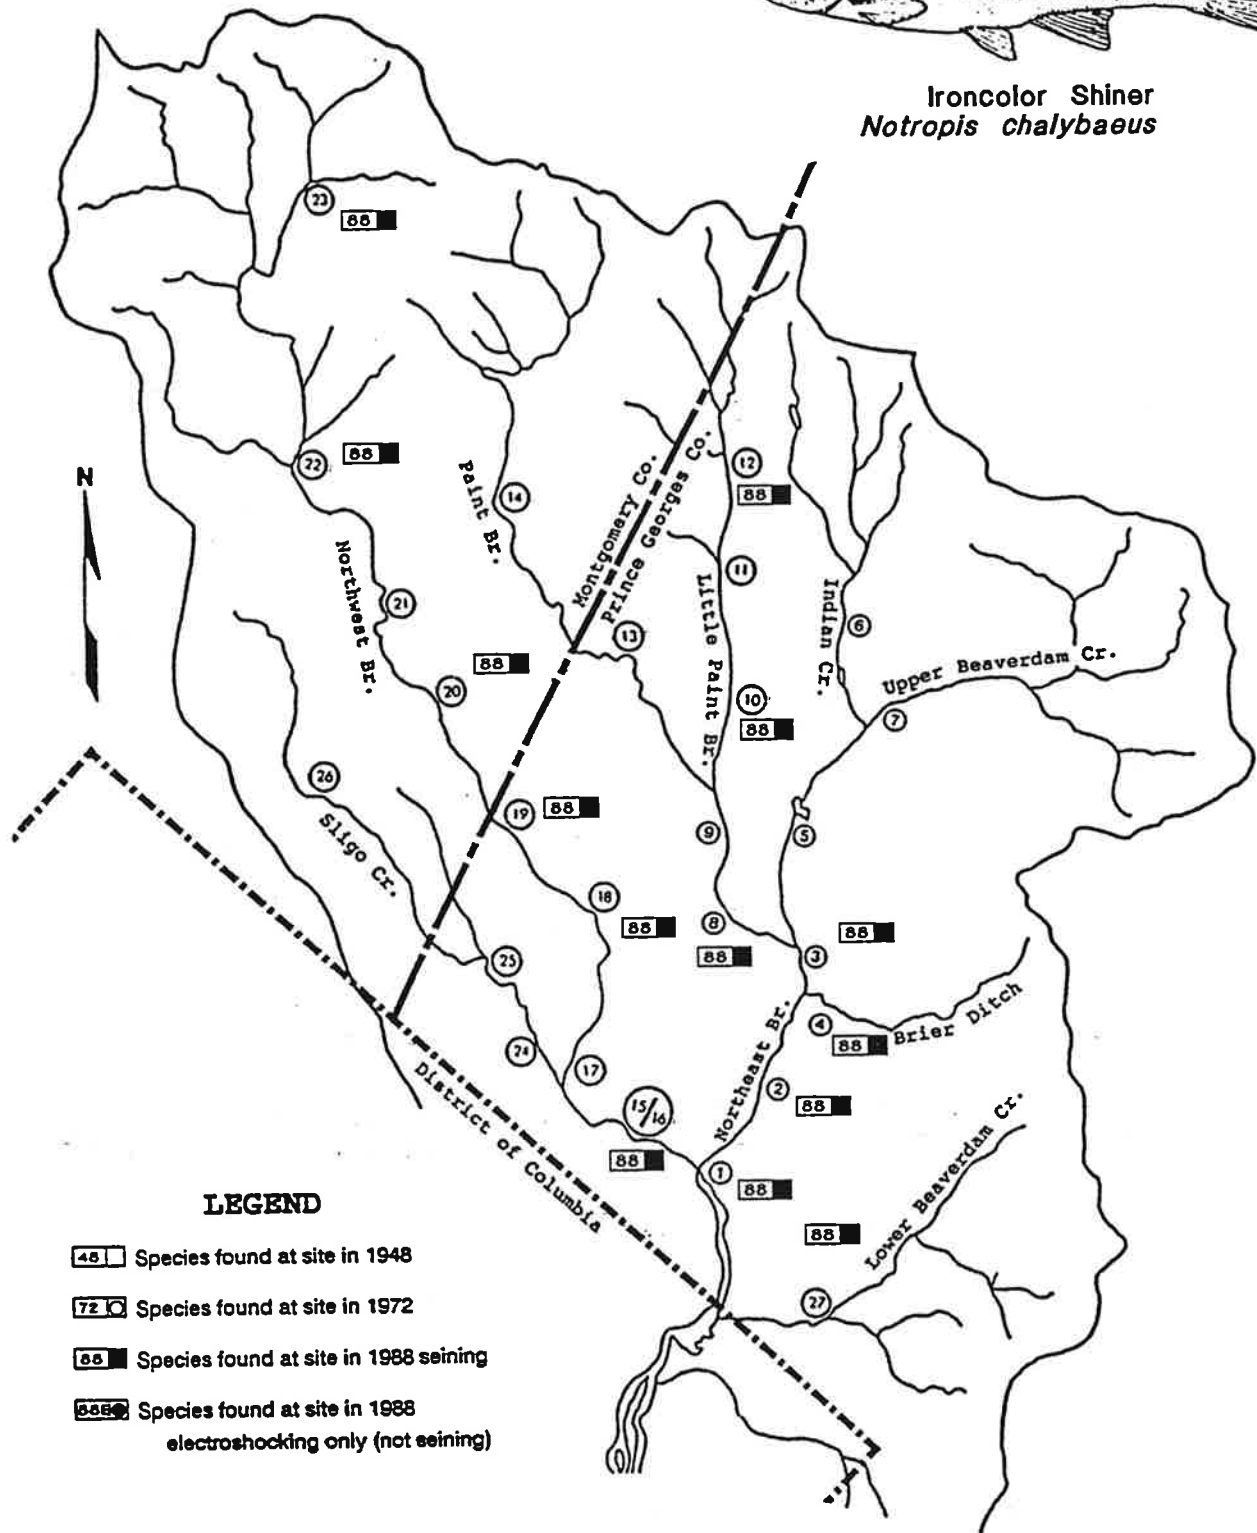 Ironcolor Shiner
Notropis chalybaeus
23
88
22
88
N
Paint Br.
14
Montgomery Co.
Prince Georges Co.
12
88
Northwest Br.
21
11
Little Paint Br.
Indian Cr.
6
13
88
20
10
88
Upper Beaverdam Cr.
7
26
Sligo Cr.
19
88
9
5
18
88
8
88
88
3
25
4
88
Brier Ditch
24
17
Northeast Br.
2
88
15/16
88
1
88
District of Columbia
Lower Beaverdam Cr.
88
27
LEGEND
48 Species found at site in 1948
72 Species found at site in 1972
88 Species found at site in 1988 seining
88E Species found at site in 1988
electroshocking only (not seining)